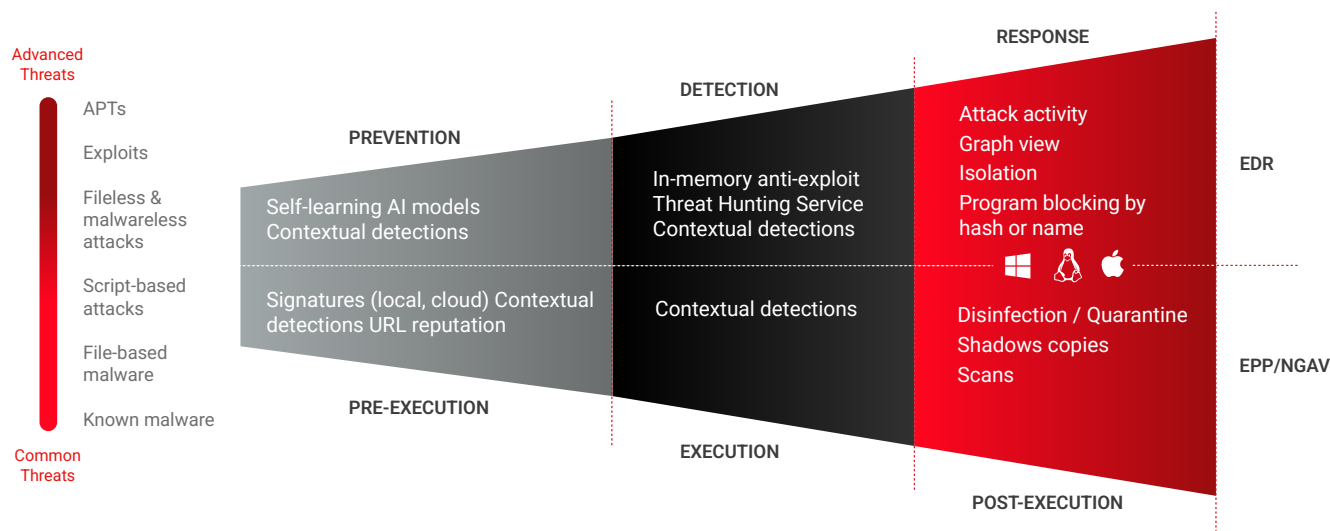 Advanced
Threats
APTs
Exploits
Fileless &
malwareless
attacks
Script-based
attacks
File-based
malware
Known malware
Common
Threats
PREVENTION
Self-learning AI models
Contextual detections
Signatures (local, cloud) Contextual
detections URL reputation
PRE-EXECUTION
DETECTION
In-memory anti-exploit
Threat Hunting Service
Contextual detections
Contextual detections
EXECUTION
RESPONSE
Attack activity
Graph view
Isolation
Program blocking by
hash or name
Disinfection / Quarantine
Shadows copies
Scans
POST-EXECUTION
EDR
EPP/NGAV